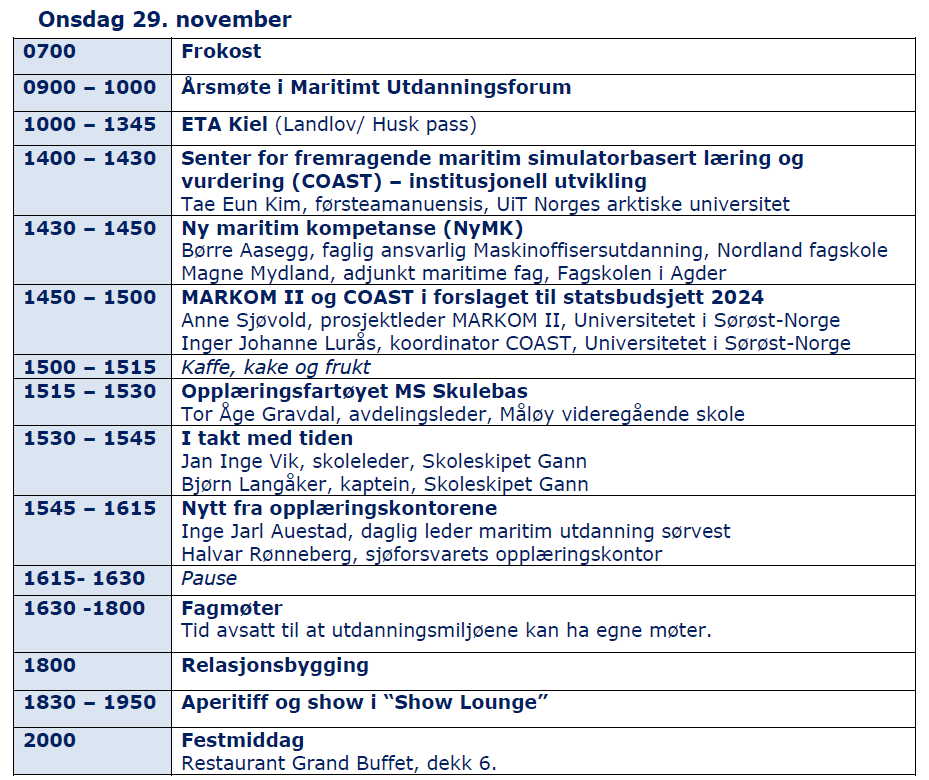 Onsdag 29. november
0700 Frokost
0900 – 1000 Årsmøte i Maritimt Utdanningsforum
1000 – 1345 ETA Kiel (Landlov/ Husk pass)
1400 – 1430 Senter for fremragende maritim simulatorbasert læring og
vurdering (COAST) – institusjonell utvikling
Tae Eun Kim, førsteamanuensis, UiT Norges arktiske universitet
1430 – 1450 Ny maritim kompetanse (NyMK)
Børre Aasegg, faglig ansvarlig Maskinoffisersutdanning, Nordland fagskole
Magne Mydland, adjunkt maritime fag, Fagskolen i Agder
1450 – 1500 MARKOM II og COAST i forslaget til statsbudsjett 2024
Anne Sjøvold, prosjektleder MARKOM II, Universitetet i Sørøst-Norge
Inger Johanne Lurås, koordinator COAST, Universitetet i Sørøst-Norge
1500 – 1515 Kaffe, kake og frukt
1515 – 1530 Opplæringsfartøyet MS Skulebas
Tor Åge Gravdal, avdelingsleder, Måløy videregående skole
1530 – 1545 I takt med tiden
Jan Inge Vik, skoleleder, Skoleskipet Gann
Bjørn Langåker, kaptein, Skoleskipet Gann
1545 – 1615 Nytt fra opplæringskontorene
Inge Jarl Auestad, daglig leder maritim utdanning sørvest
Halvar Rønneberg, sjøforsvarets opplæringskontor
1615- 1630 Pause
1630 -1800 Fagmøter
Tid avsatt til at utdanningsmiljøene kan ha egne møter.
1800 Relasjonsbygging
1830 – 1950 Aperitiff og show i “Show Lounge”
2000 Festmiddag
Restaurant Grand Buffet, dekk 6.